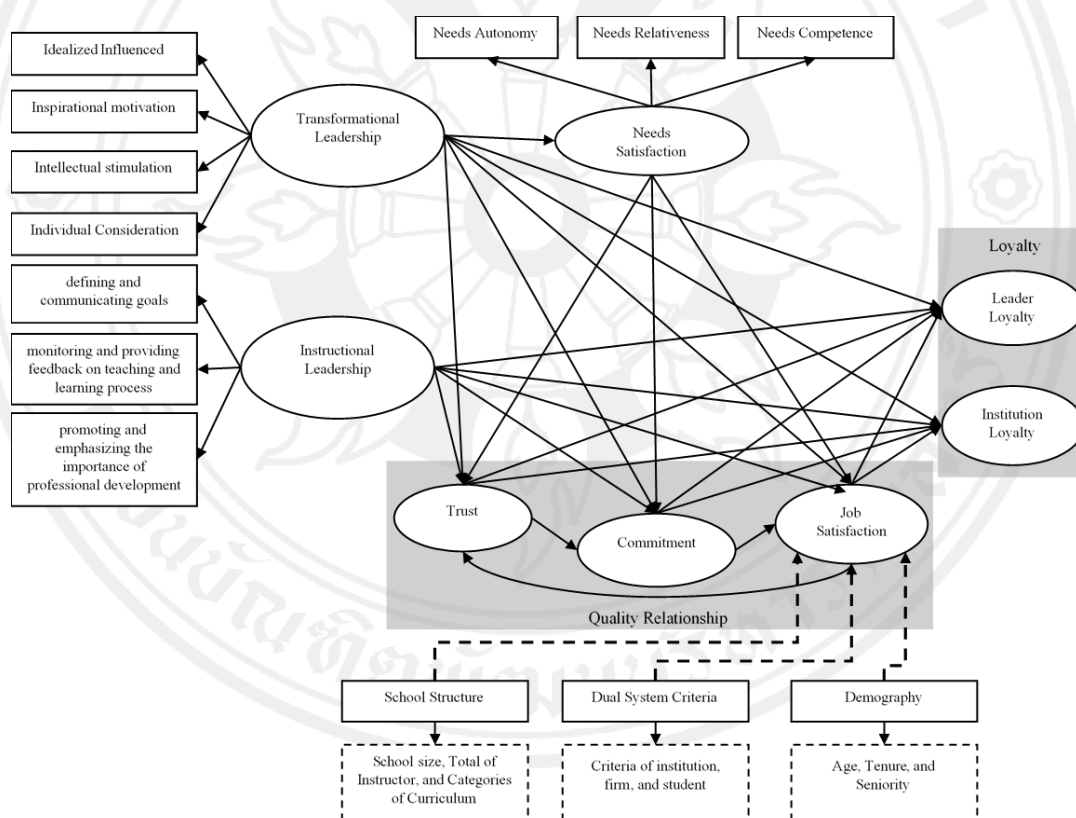 Needs Autonomy
Needs Relativeness
Needs Competence
Idealized Influenced
Inspirational motivation
Intellectual stimulation
Individual Consideration
Transformational
Leadership
Needs
Satisfaction
defining and
communicating goals
monitoring and providing
feedback on teaching and
learning process
promoting and
emphasizing the
importance of
professional development
Instructional
Leadership
Loyalty
Leader
Loyalty
Institution
Loyalty
Trust
Commitment
Job
Satisfaction
Quality Relationship
School Structure
Dual System Criteria
Demography
School size, Total of
Instructor, and Categories
of Curriculum
Criteria of institution,
firm, and student
Age, Tenure, and
Seniority